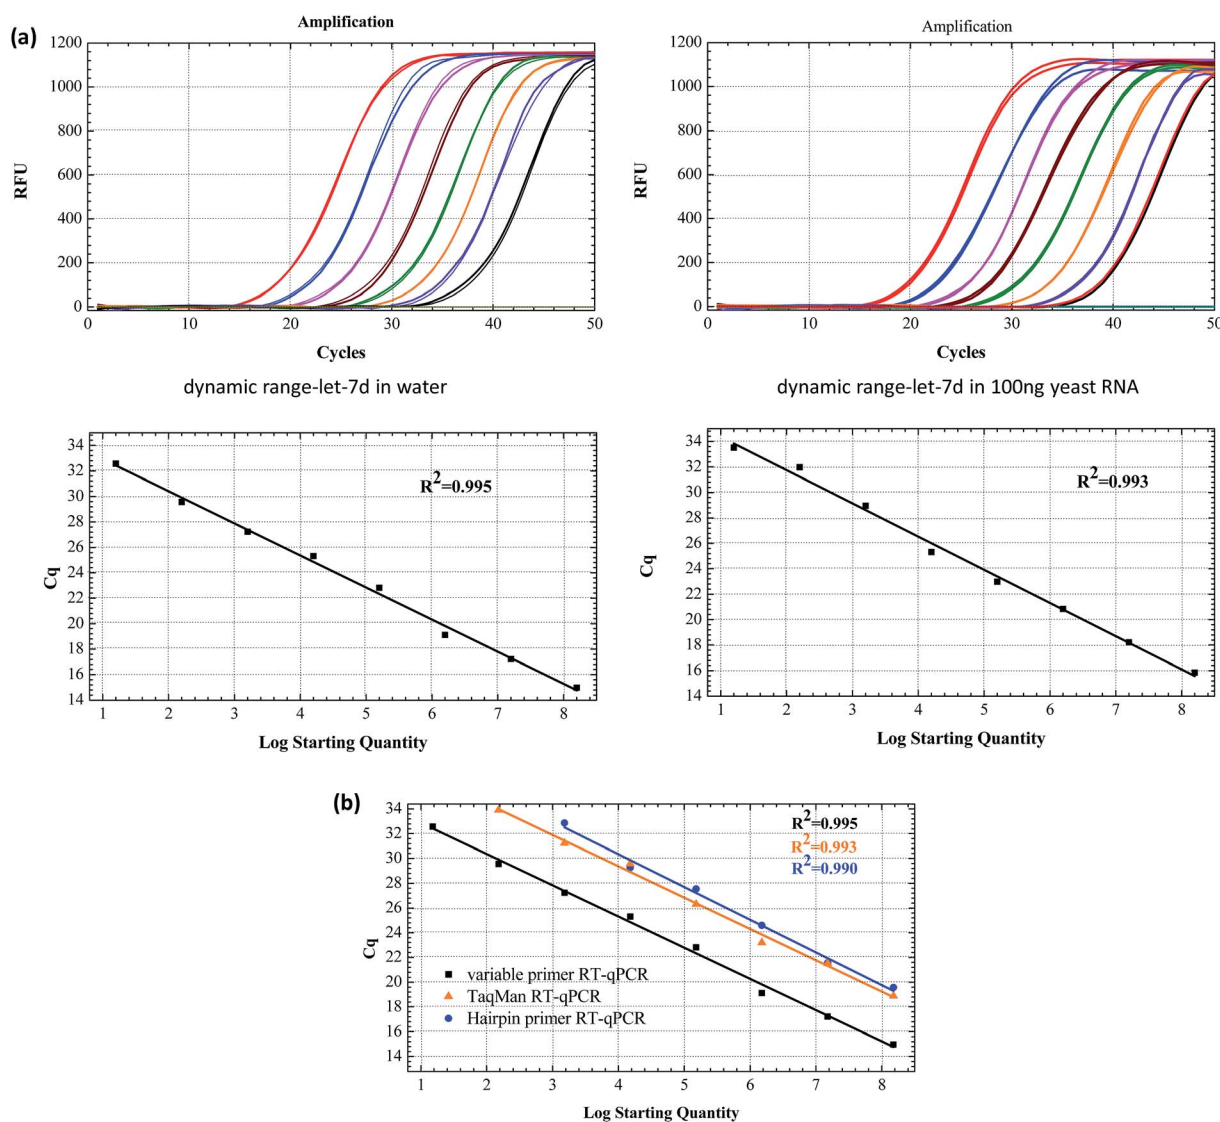 (a)
Amplification
1200
1000
800
600
400
200
0
RFU
0 10 20 30 40 50
Cycles
dynamic range-let-7d in water
Amplification
1200
1000
800
600
400
200
0
RFU
0 10 20 30 40 50
Cycles
dynamic range-let-7d in 100ng yeast RNA
34
32
30
28
26
24
22
20
18
16
14
Cq
R²=0.995
1 2 3 4 5 6 7 8
Log Starting Quantity
34
32
30
28
26
24
22
20
18
16
14
Cq
R²=0.993
1 2 3 4 5 6 7 8
Log Starting Quantity
(b)
34
32
30
28
26
24
22
20
18
16
14
Cq
R²=0.995
R²=0.993
R²=0.990
variable primer RT-qPCR
TaqMan RT-qPCR
Hairpin primer RT-qPCR
1 2 3 4 5 6 7 8
Log Starting Quantity